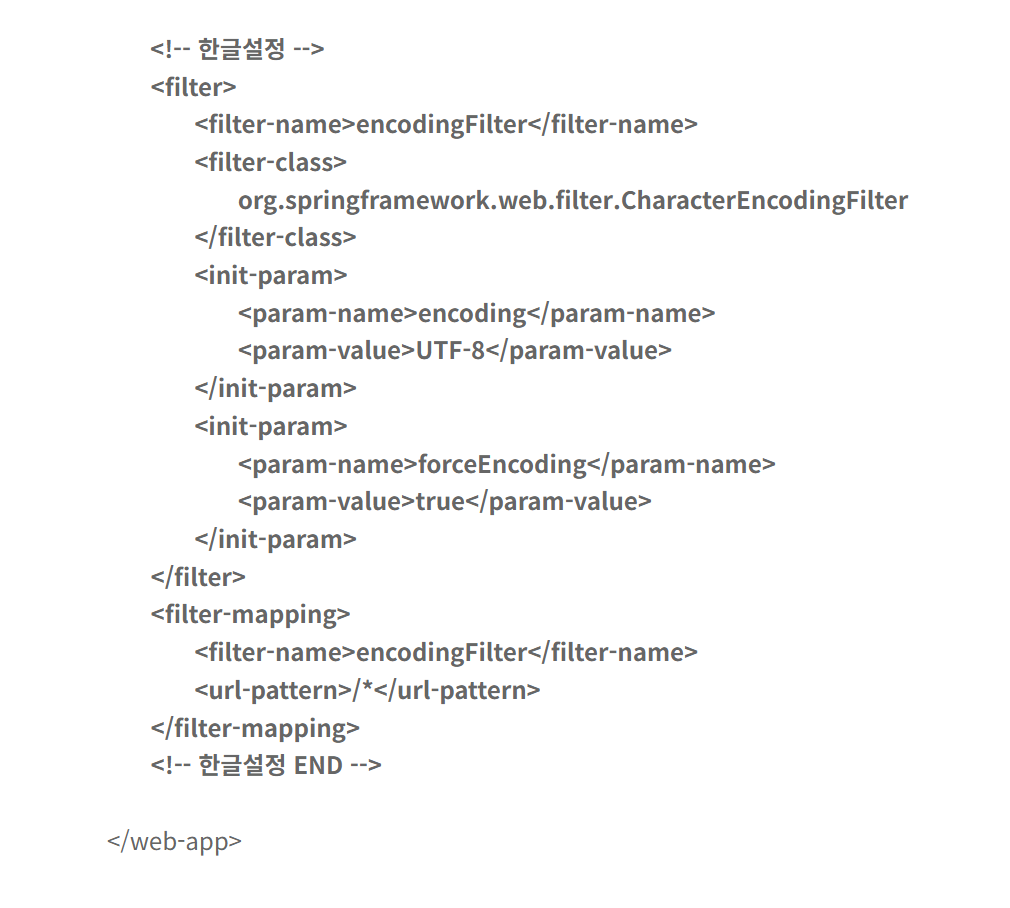 <!-- 한글설정 -->
<filter>
<filter-name>encodingFilter</filter-name>
<filter-class>
org.springframework.web.filter.CharacterEncodingFilter
</filter-class>
<init-param>
<param-name>encoding</param-name>
<param-value>UTF-8</param-value>
</init-param>
<init-param>
<param-name>forceEncoding</param-name>
<param-value>true</param-value>
</init-param>
</filter>
<filter-mapping>
<filter-name>encodingFilter</filter-name>
<url-pattern>/*</url-pattern>
</filter-mapping>
<!-- 한글설정 END -->
</web-app>